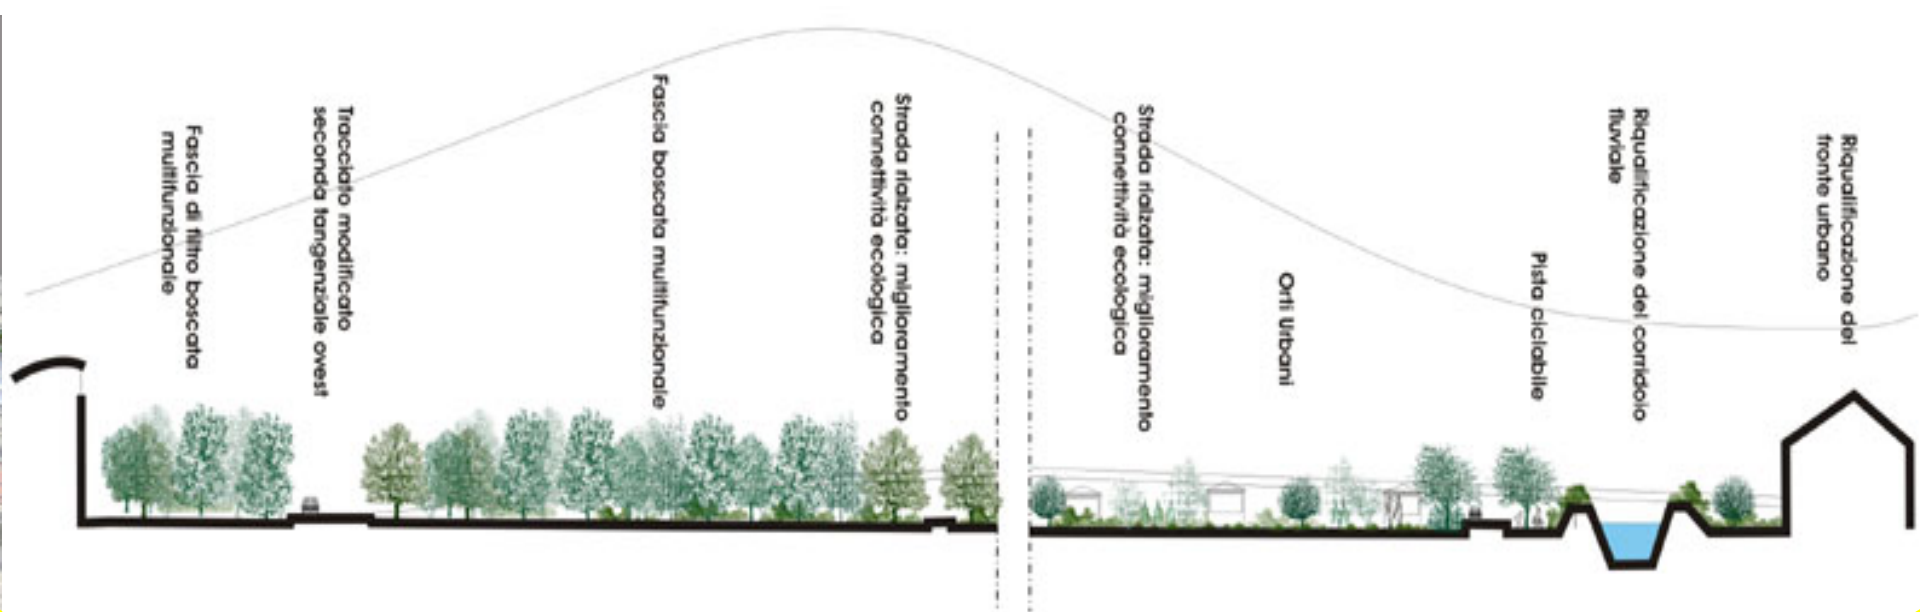 Fascia di filtro boscata
multifunzionale
Tracciato modificato
seconda tangenziale ovest
Fascia boscata multifunzionale
Strada rialzata: miglioramento
connettività ecologica
Strada rialzata: miglioramento
connettività ecologica
Orti Urbani
Pista ciclabile
Riqualificazione del corridoio
fluviale
Riqualificazione del
fronte urbano